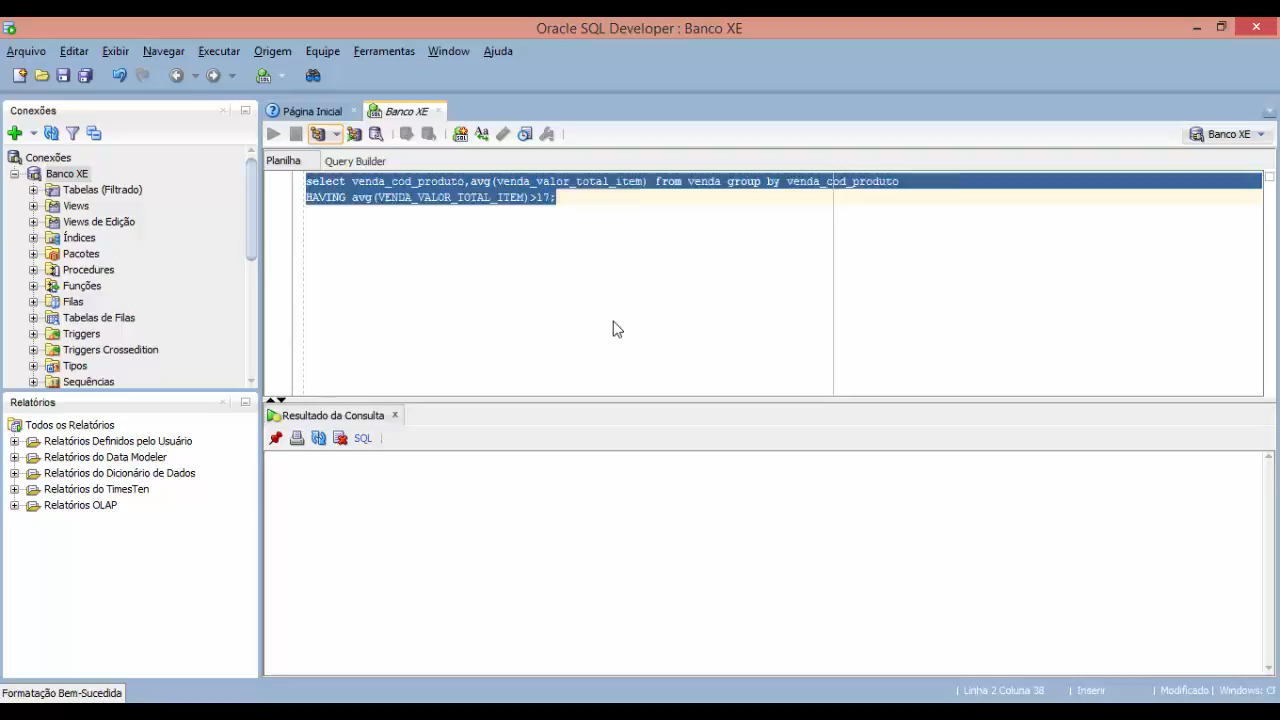 Oracle SQL Developer : Banco XE
Arquivo Editar Exibir Navegar Executar Origem Equipe Ferramentas Window Ajuda
Conexões
Página Inicial
Banco XE
Banco XE
Planilha
Query Builder
Conexões
Banco XE
Tabelas (Filtrado)
Views
Views de Edição
Índices
Pacotes
Procedures
Funções
Filas
Tabelas de Filas
Triggers
Triggers Crossedition
Tipos
Sequências
select venda_cod_produto,avg(venda_valor_total_item) from venda group by venda_cod_produto
HAVING avg(VENDA_VALOR_TOTAL_ITEM)>17;
Relatórios
Todos os Relatórios
Relatórios Definidos pelo Usuário
Relatórios do Data Modeler
Relatórios do Dicionário de Dados
Relatórios do TimesTen
Relatórios OLAP
Resultado da Consulta
SQL
Formatação Bem-Sucedida
| Linha 2 Coluna 38 | Inserir | Modificado | Windows: CF